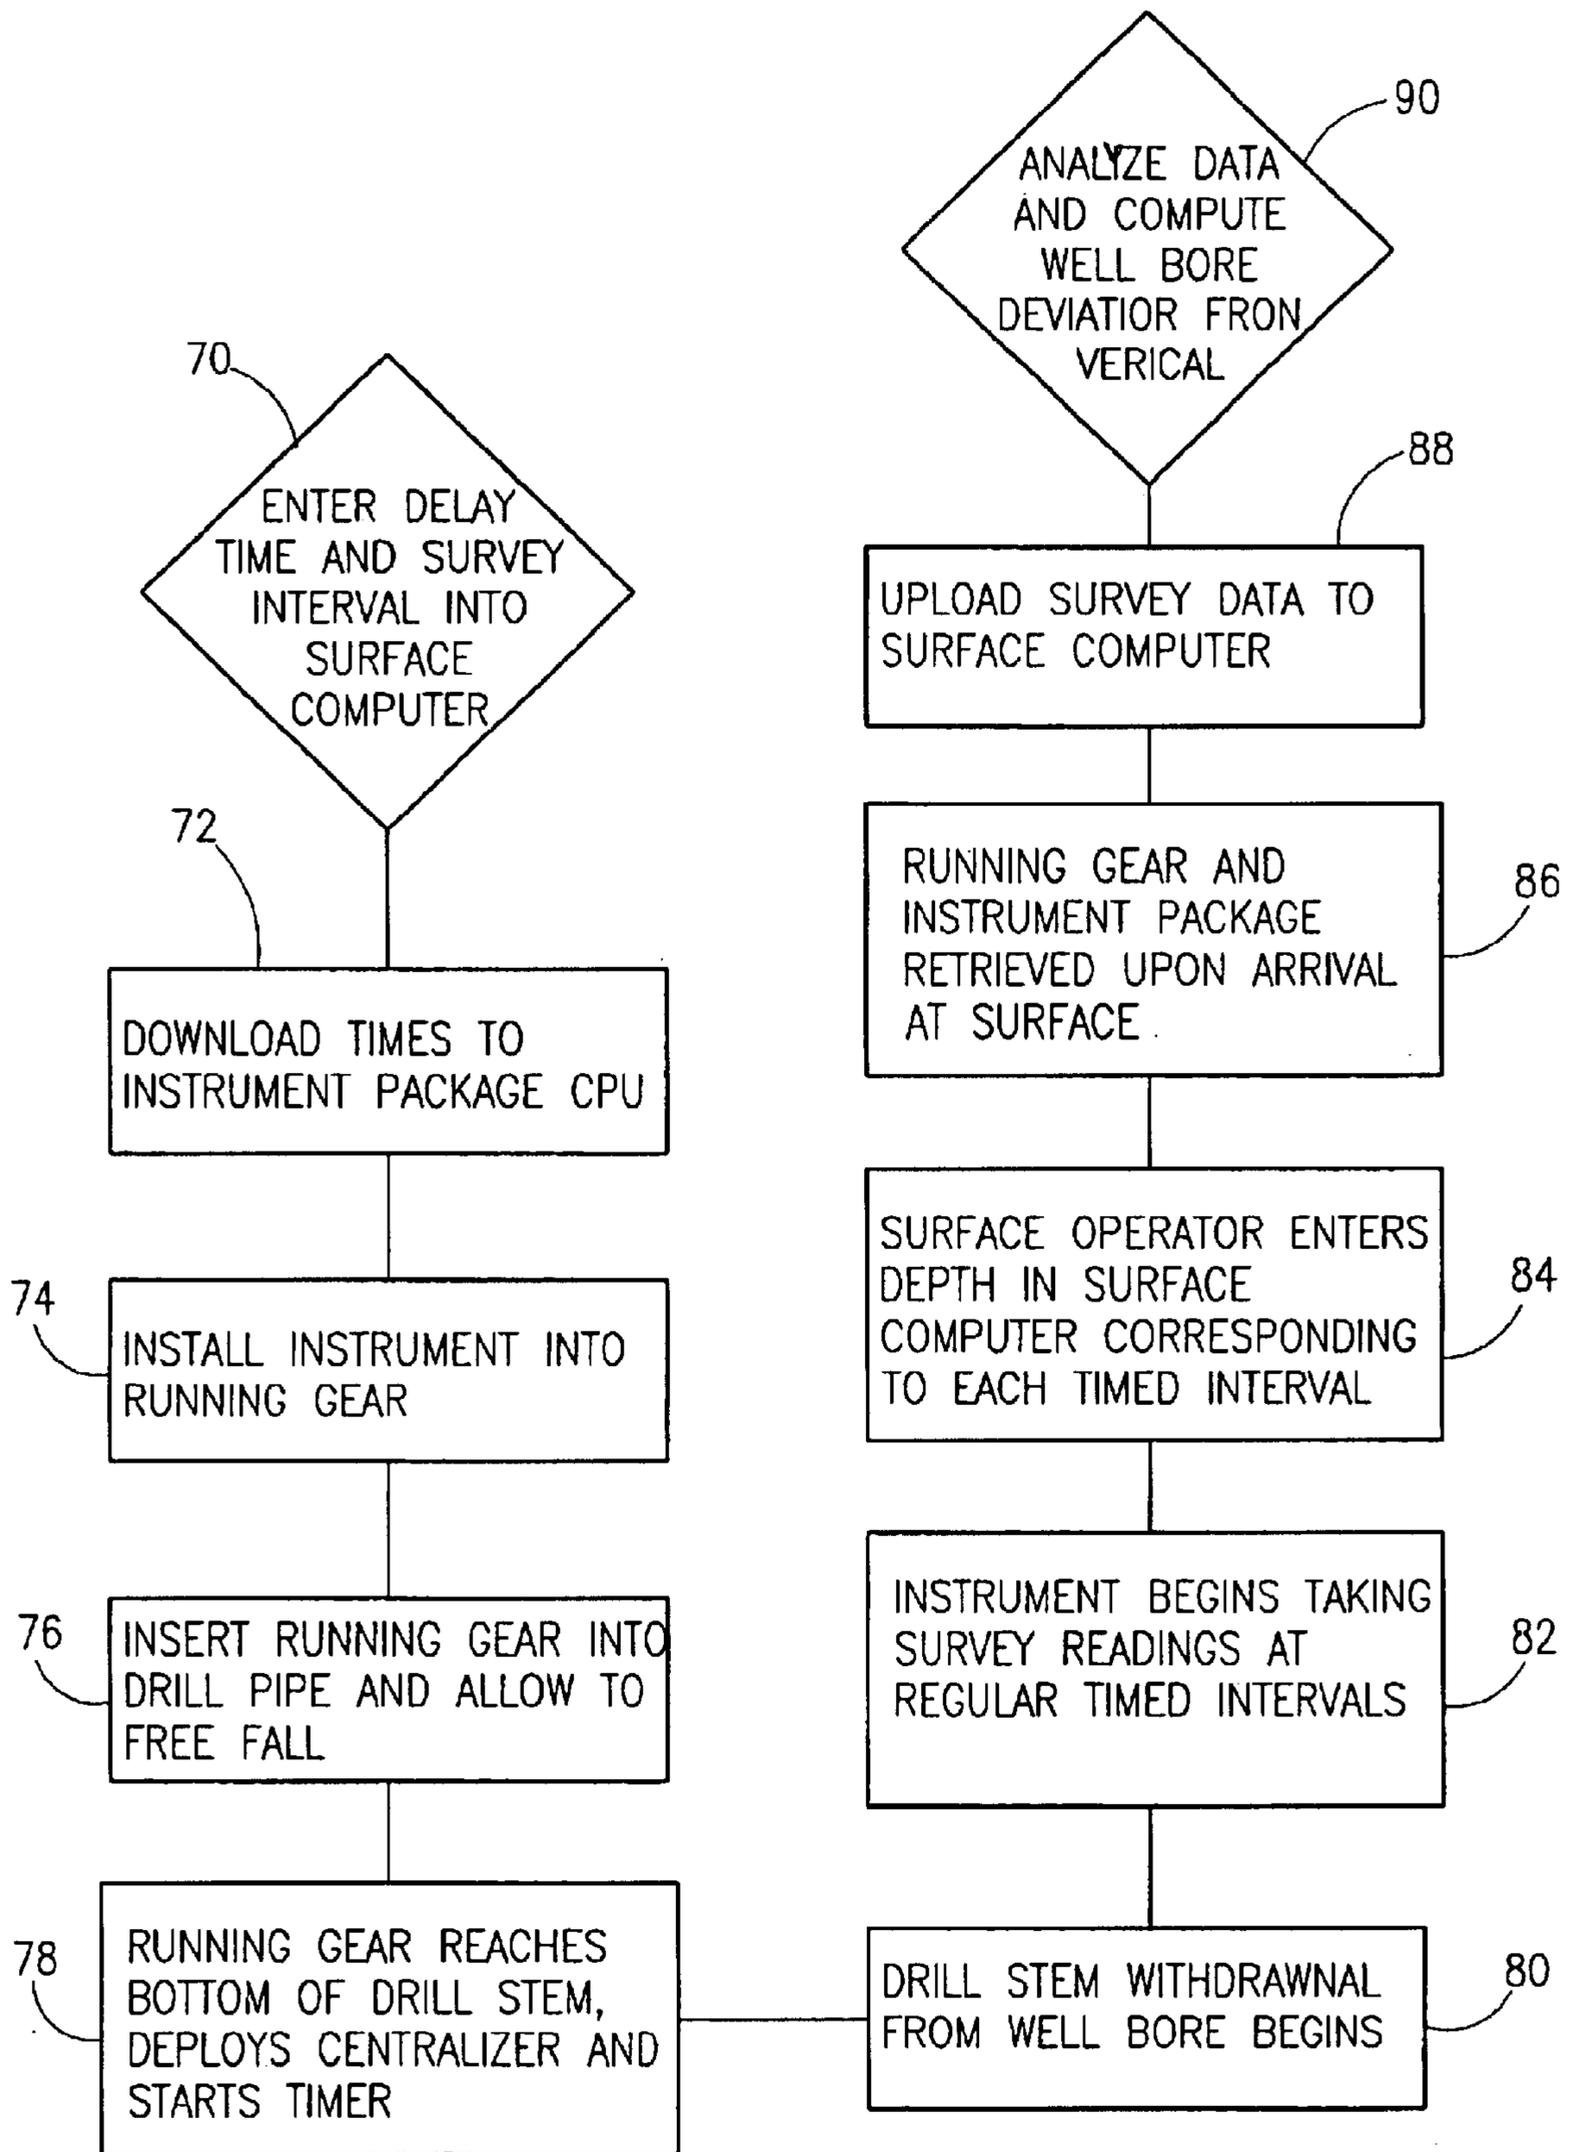 70
ENTER DELAY
TIME AND SURVEY
INTERVAL INTO
SURFACE
COMPUTER
72
DOWNLOAD TIMES TO
INSTRUMENT PACKAGE CPU
74
INSTALL INSTRUMENT INTO
RUNNING GEAR
76
INSERT RUNNING GEAR INTO
DRILL PIPE AND ALLOW TO
FREE FALL
78
RUNNING GEAR REACHES
BOTTOM OF DRILL STEM,
DEPLOYS CENTRALIZER AND
STARTS TIMER
80
DRILL STEM WITHDRAWNAL
FROM WELL BORE BEGINS
82
INSTRUMENT BEGINS TAKING
SURVEY READINGS AT
REGULAR TIMED INTERVALS
84
SURFACE OPERATOR ENTERS
DEPTH IN SURFACE
COMPUTER CORRESPONDING
TO EACH TIMED INTERVAL
86
RUNNING GEAR AND
INSTRUMENT PACKAGE
RETRIEVED UPON ARRIVAL
AT SURFACE .
88
UPLOAD SURVEY DATA TO
SURFACE COMPUTER
90
ANALYZE DATA
AND COMPUTE
WELL BORE
DEVIATIOR FRON
VERICAL